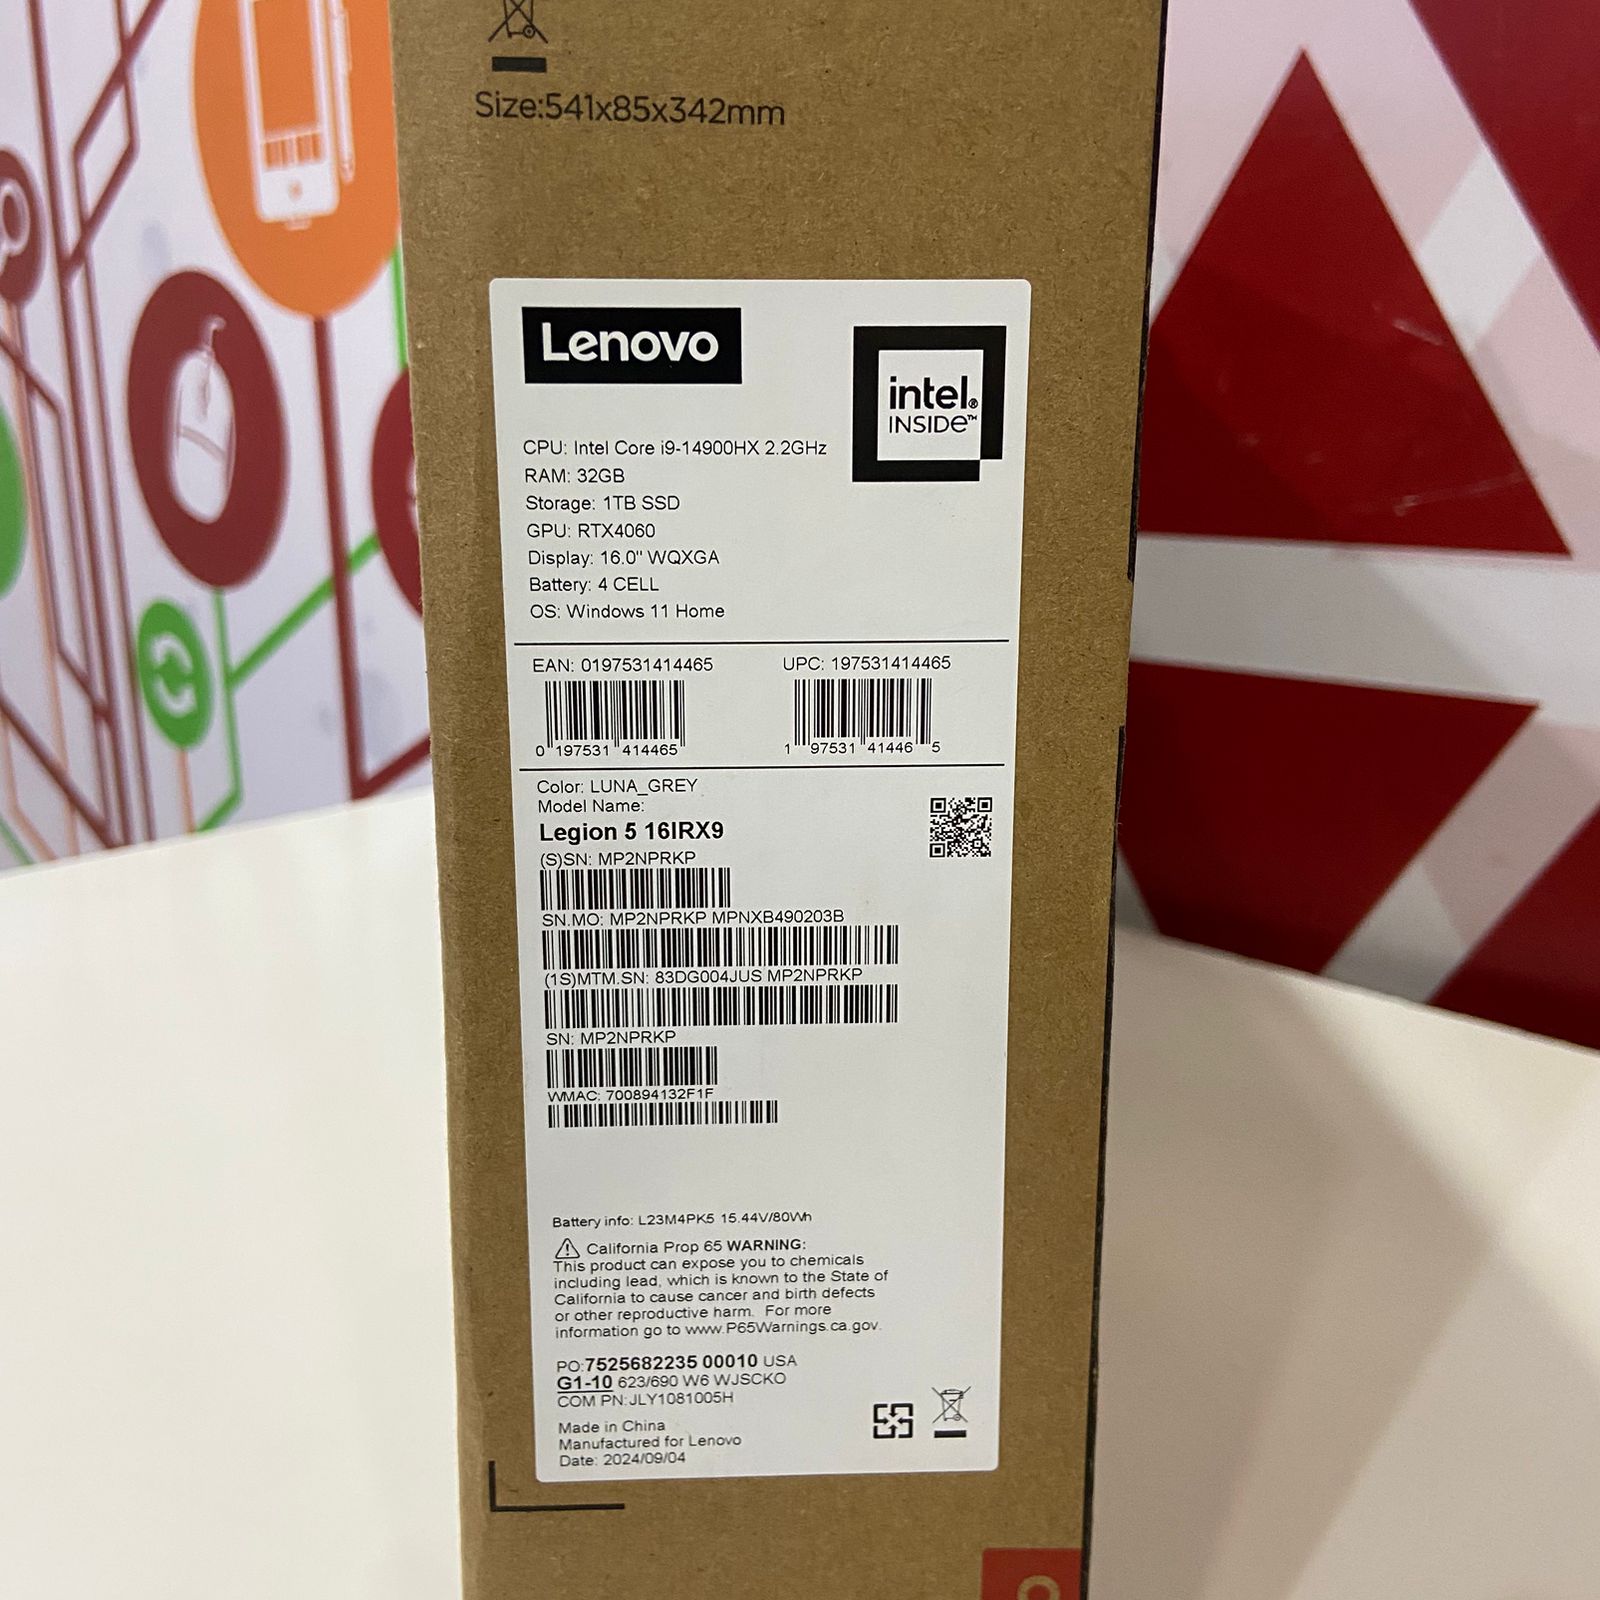 Size:541x85x342mm
Lenovo
intel®
INSIDE™
CPU: Intel Core i9-14900HX 2.2GHz
RAM: 32GB
Storage: 1TB SSD
GPU: RTX4060
Display: 16.0" WQXGA
Battery: 4 CELL
OS: Windows 11 Home
EAN: 0197531414465 UPC: 197531414465
0 197531 414465 1 97531 41446 5
Color: LUNA_GREY
Model Name:
Legion 5 16IRX9
(S)SN: MP2NPRKP
SN.MO: MP2NPRKP MPNXB490203B
(1S)MTM.SN: 83DG004JUS MP2NPRKP
SN: MP2NPRKP
WMAC: 700894132F1F
Battery info: L23M4PK5 15.44V/80Wh
California Prop 65 WARNING:
This product can expose you to chemicals
including lead, which is known to the State of
California to cause cancer and birth defects
or other reproductive harm. For more
information go to www.P65Warnings.ca.gov.
PO:7525682235 00010 USA
G1-10 623/690 W6 WJSCKO
COM PN:JLY1081005H
Made in China
Manufactured for Lenovo
Date: 2024/09/04